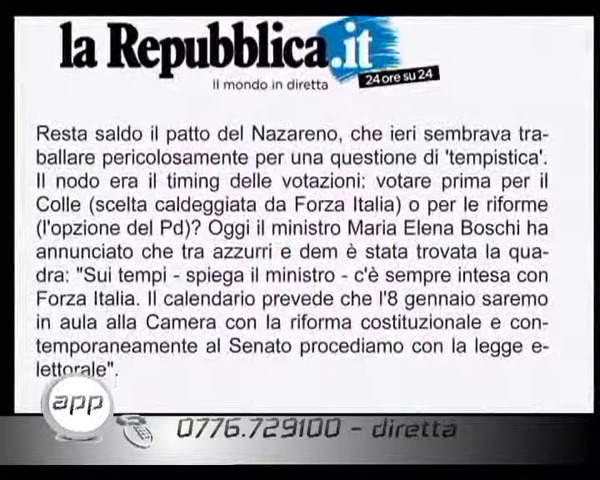 la Repubblica.it
Il mondo in diretta
24 ore su 24
Resta saldo il patto del Nazareno, che ieri sembrava tra-
ballare pericolosamente per una questione di 'tempistica'.
Il nodo era il timing delle votazioni: votare prima per il
Colle (scelta caldeggiata da Forza Italia) o per le riforme
(l'opzione del Pd)? Oggi il ministro Maria Elena Boschi ha
annunciato che tra azzurri e dem è stata trovata la qua-
dra: "Sui tempi - spiega il ministro - c'è sempre intesa con
Forza Italia. Il calendario prevede che l'8 gennaio saremo
in aula alla Camera con la riforma costituzionale e con-
temporaneamente al Senato procediamo con la legge e-
lettorale".
app
0776.729100 - diretta